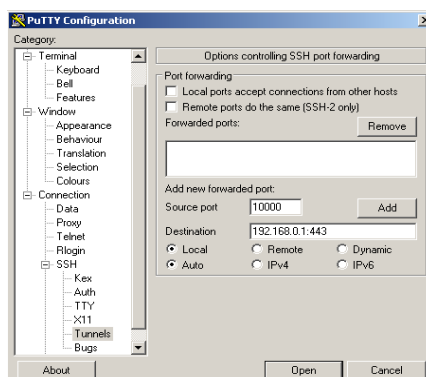 PuTTY Configuration
Category:
Terminal
Keyboard
Bell
Features
Window
Appearance
Behaviour
Translation
Selection
Colours
Connection
Data
Proxy
Telnet
Rlogin
SSH
Kex
Auth
TTY
X11
Tunnels
Bugs
Options controlling SSH port forwarding
Port forwarding
Local ports accept connections from other hosts
Remote ports do the same (SSH-2 only)
Forwarded ports: Remove
Add new forwarded port:
Source port 10000 Add
Destination 192.168.0.1:443
Local Remote Dynamic
Auto IPv4 IPv6
About Open Cancel